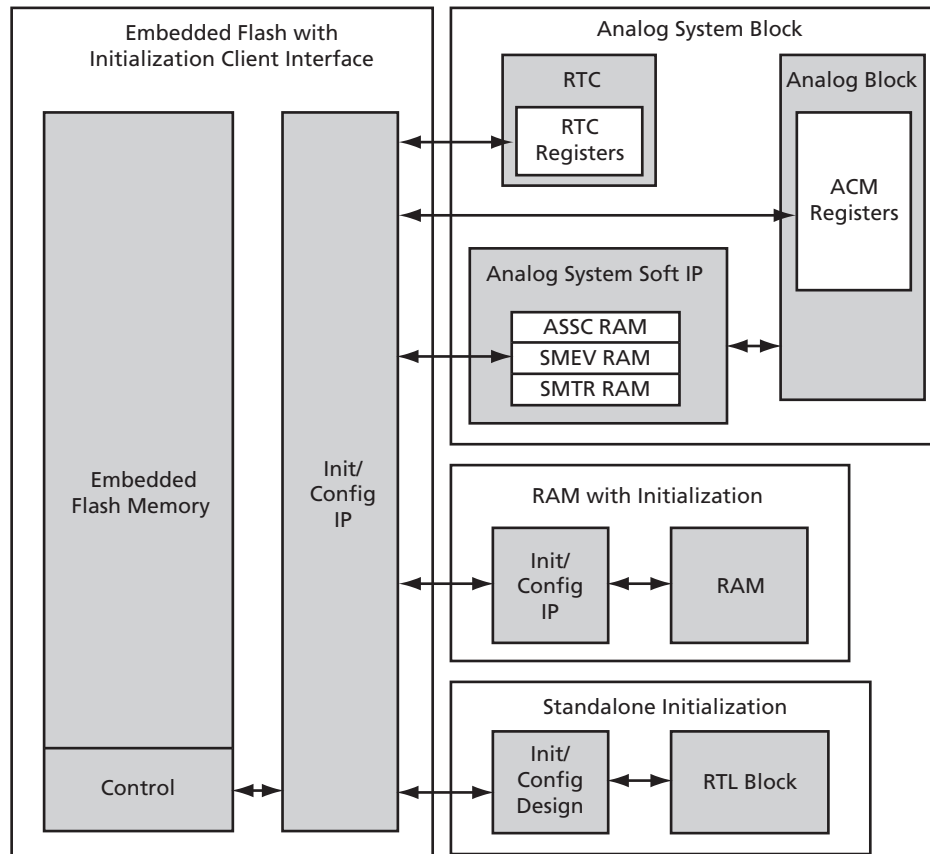 Embedded Flash with
Initialization Client Interface
Embedded
Flash Memory
Control
Init/
Config
IP
Analog System Block
RTC
RTC
Registers
Analog Block
ACM
Registers
Analog System Soft IP
ASSC RAM
SMEV RAM
SMTR RAM
RAM with Initialization
Init/
Config
IP
RAM
Standalone Initialization
Init/
Config
Design
RTL Block